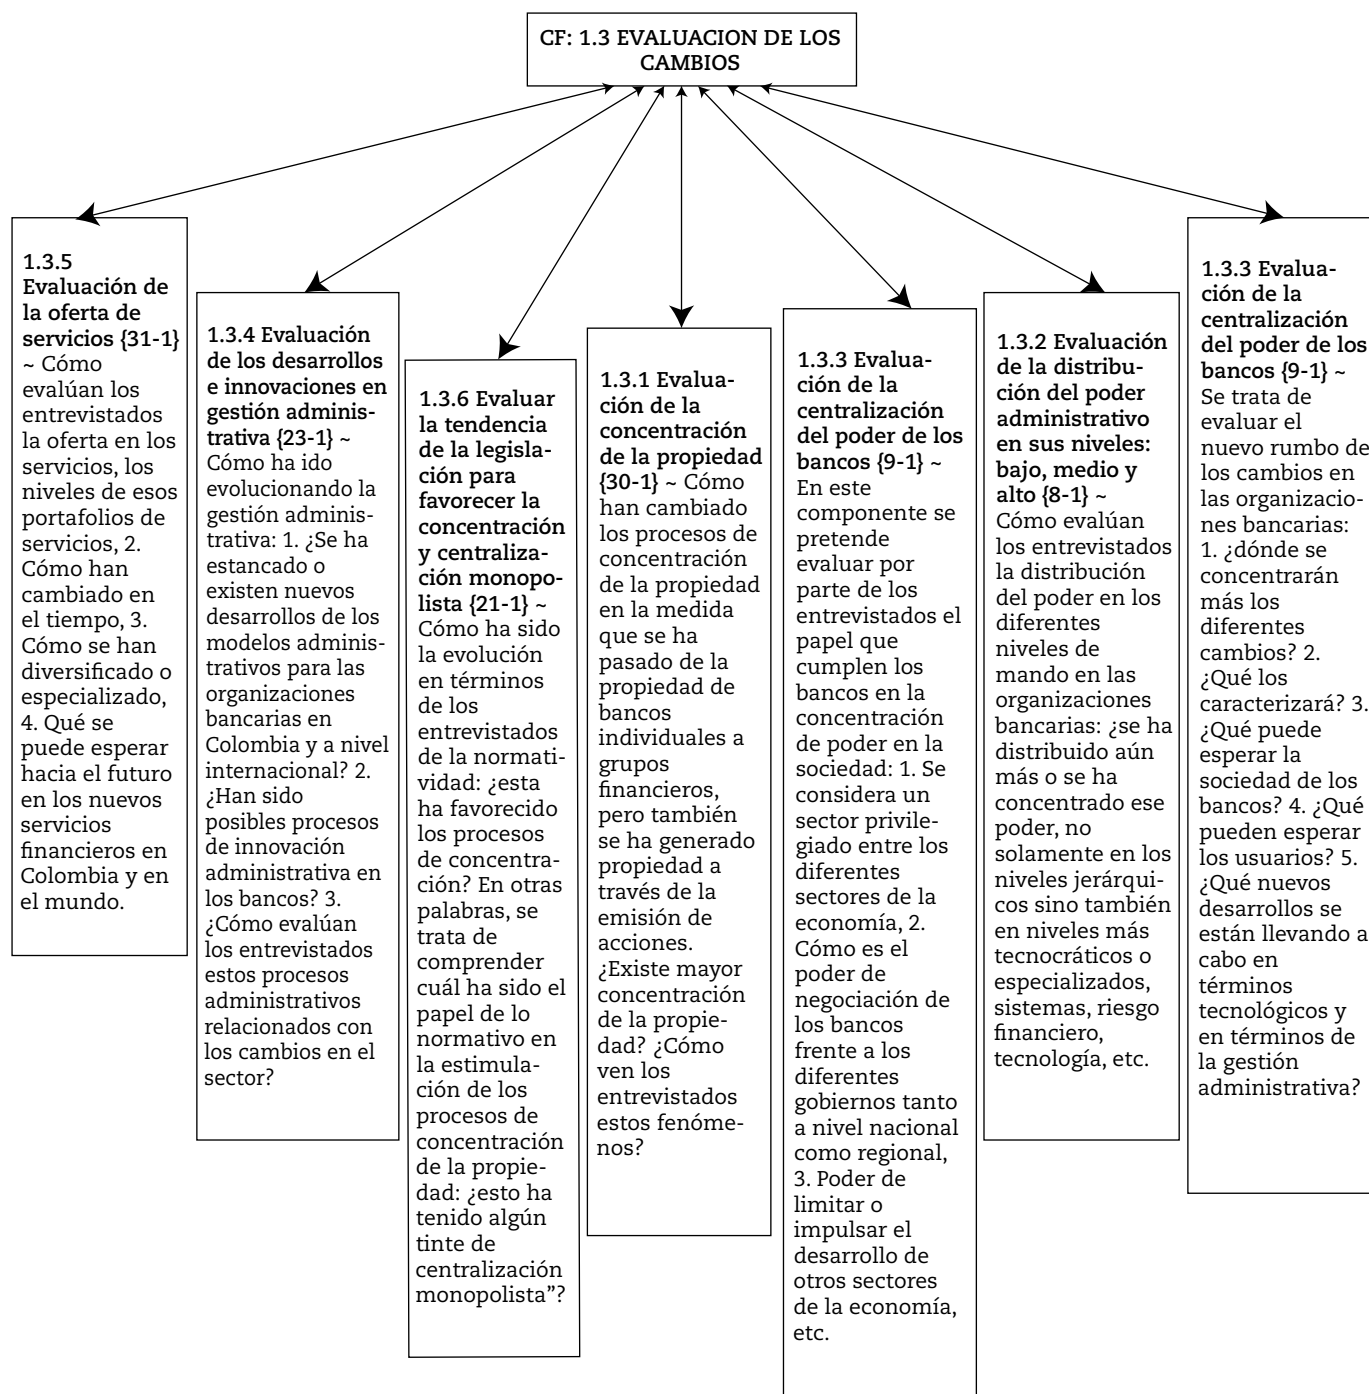 CF: 1.3 EVALUACION DE LOS
CAMBIOS
1.3.5
Evaluación de
la oferta de
servicios {31-1}
~ Cómo
evalúan los
entrevistados
la oferta en los
servicios, los
niveles de esos
portafolios de
servicios, 2.
Cómo han
cambiado en
el tiempo, 3.
Cómo se han
diversificado o
especializado,
4. Qué se
puede esperar
hacia el futuro
en los nuevos
servicios
financieros en
Colombia y en
el mundo.
1.3.4 Evaluación
de los desarrollos
e innovaciones en
gestión adminis-
trativa {23-1} ~
Cómo ha ido
evolucionando la
gestión adminis-
trativa: 1. ¿Se ha
estancado o
existen nuevos
desarrollos de los
modelos adminis-
trativos para las
organizaciones
bancarias en
Colombia y a nivel
internacional? 2.
¿Han sido
posibles procesos
de innovación
administrativa en
los bancos? 3.
¿Cómo evalúan
los entrevistados
estos procesos
administrativos
relacionados con
los cambios en el
sector?
1.3.6 Evaluar
la tendencia
de la legisla-
ción para
favorecer la
concentración
y centraliza-
ción monopo-
lista {21-1} ~
Cómo ha sido
la evolución
en términos
de los
entrevistados
de la normati-
vidad: ¿esta
ha favorecido
los procesos
de concentra-
ción? En otras
palabras, se
trata de
comprender
cuál ha sido el
papel de lo
normativo en
la estimula-
ción de los
procesos de
concentración
de la propie-
dad: ¿esto ha
tenido algún
tinte de
centralización
monopolista”?
1.3.1 Evalua-
ción de la
concentración
de la propiedad
{30-1} ~ Cómo
han cambiado
los procesos de
concentración
de la propiedad
en la medida
que se ha
pasado de la
propiedad de
bancos
individuales a
grupos
financieros,
pero también
se ha generado
propiedad a
través de la
emisión de
acciones.
¿Existe mayor
concentración
de la propie-
dad? ¿Cómo
ven los
entrevistados
estos fenóme-
nos?
1.3.3 Evalua-
ción de la
centralización
del poder de los
bancos {9-1} ~
En este
componente se
pretende
evaluar por
parte de los
entrevistados el
papel que
cumplen los
bancos en la
concentración
de poder en la
sociedad: 1. Se
considera un
sector privile-
giado entre los
diferentes
sectores de la
economía, 2.
Cómo es el
poder de
negociación de
los bancos
frente a los
diferentes
gobiernos tanto
a nivel nacional
como regional,
3. Poder de
limitar o
impulsar el
desarrollo de
otros sectores
de la economía,
etc.
1.3.2 Evaluación
de la distribu-
ción del poder
administrativo
en sus niveles:
bajo, medio y
alto {8-1} ~
Cómo evalúan
los entrevistados
la distribución
del poder en los
diferentes
niveles de
mando en las
organizaciones
bancarias: ¿se ha
distribuido aún
más o se ha
concentrado ese
poder, no
solamente en los
niveles jerárqui-
cos sino también
en niveles más
tecnocráticos o
especializados,
sistemas, riesgo
financiero,
tecnología, etc.
1.3.3 Evalua-
ción de la
centralización
del poder de los
bancos {9-1} ~
Se trata de
evaluar el
nuevo rumbo de
los cambios en
las organizacio-
nes bancarias:
1. ¿dónde se
concentrarán
más los
diferentes
cambios? 2.
¿Qué los
caracterizará? 3.
¿Qué puede
esperar la
sociedad de los
bancos? 4. ¿Qué
pueden esperar
los usuarios? 5.
¿Qué nuevos
desarrollos se
están llevando a
cabo en
términos
tecnológicos y
en términos de
la gestión
administrativa?